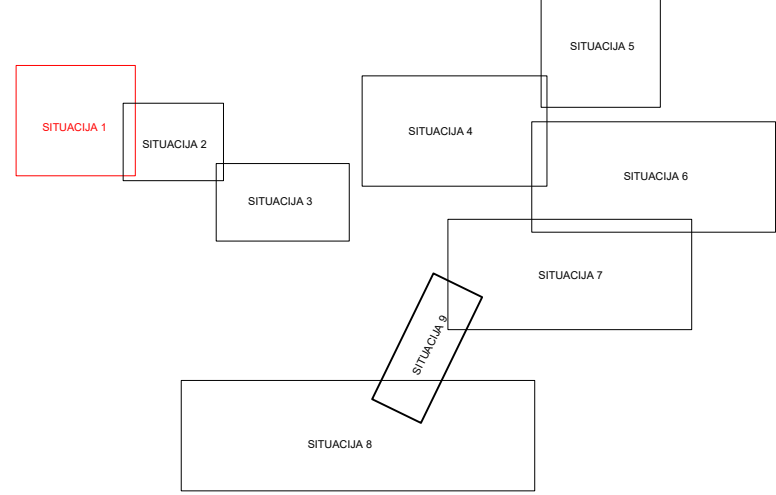 SITUACIJA 1
SITUACIJA 2
SITUACIJA 3
SITUACIJA 4
SITUACIJA 5
SITUACIJA 6
SITUACIJA 7
SITUACIJA 9
SITUACIJA 8